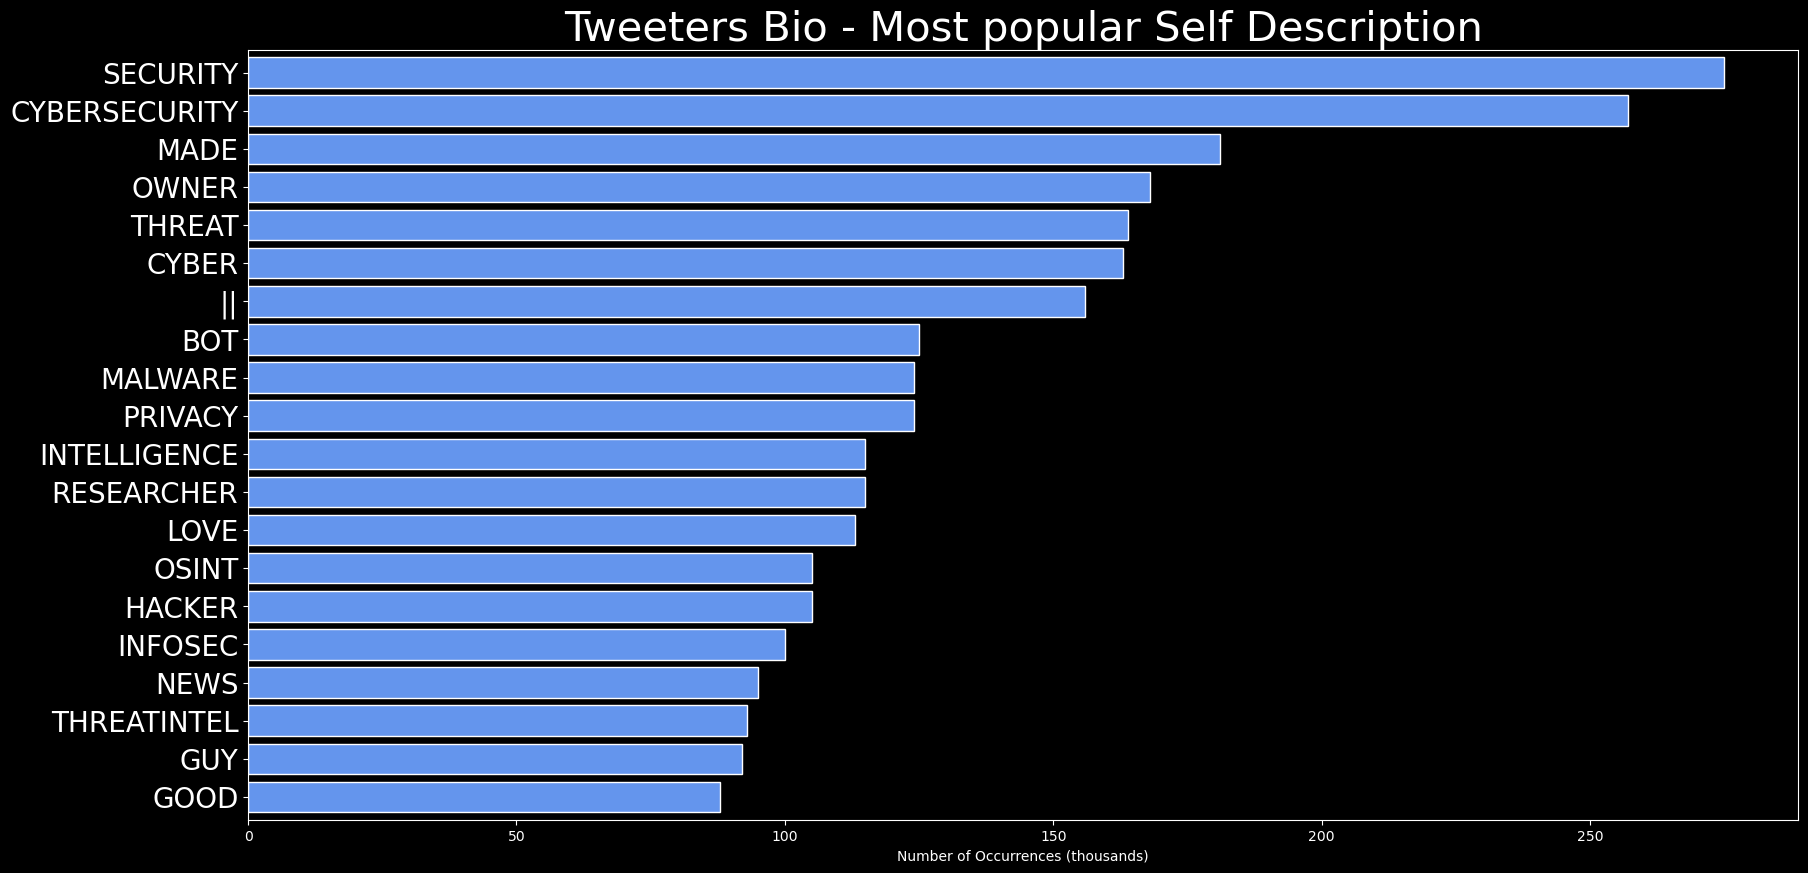 Tweeters Bio - Most popular Self Description
SECURITY
CYBERSECURITY
MADE
OWNER
THREAT
CYBER
||
BOT
MALWARE
PRIVACY
INTELLIGENCE
RESEARCHER
LOVE
OSINT
HACKER
INFOSEC
NEWS
THREATINTEL
GUY
GOOD
0 50 100 150 200 250
Number of Occurrences (thousands)